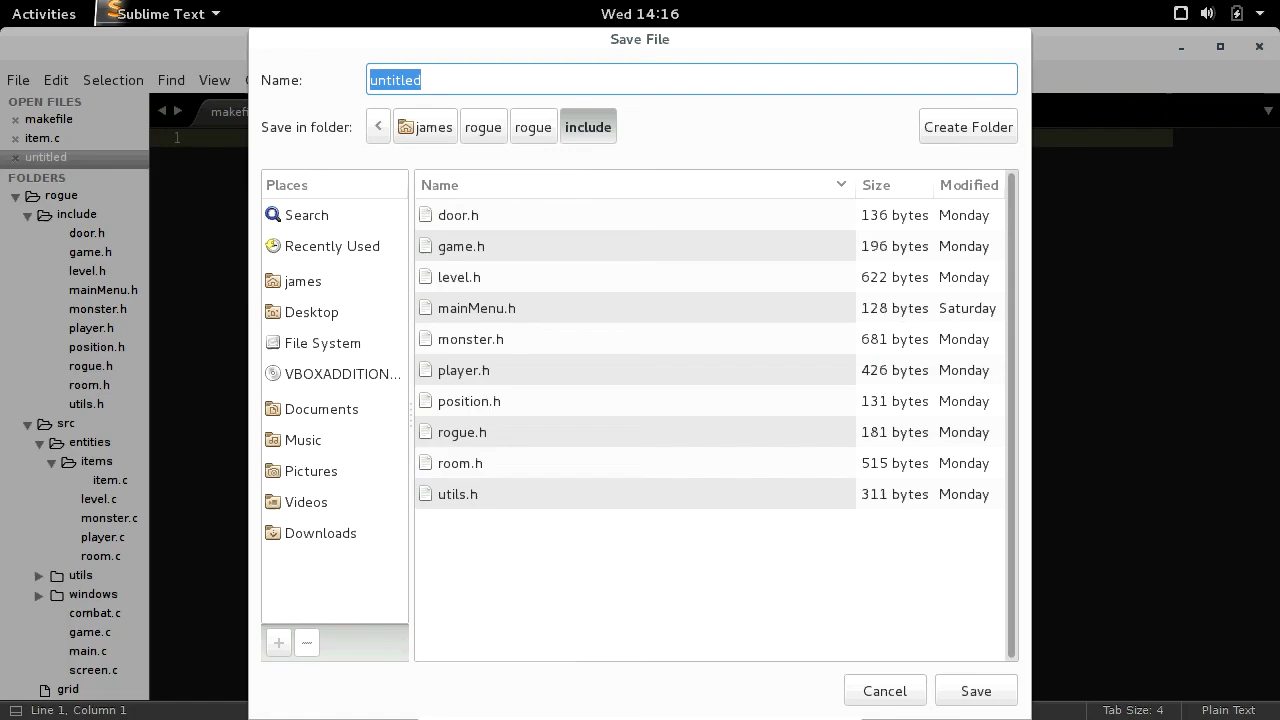 Activities
Sublime Text
Wed 14:16
Save File
File Edit Selection Find View
Name:
untitled
Save in folder:
james
rogue
rogue
include
Create Folder
OPEN FILES
makefile
item.c
untitled
FOLDERS
rogue
include
door.h
game.h
level.h
mainMenu.h
monster.h
player.h
position.h
rogue.h
room.h
utils.h
src
entities
items
item.c
level.c
monster.c
player.c
room.c
utils
windows
combat.c
game.c
main.c
screen.c
grid
makefi
1
Places
Search
Recently Used
james
Desktop
File System
VBOXADDITION...
Documents
Music
Pictures
Videos
Downloads
Name Size Modified
door.h 136 bytes Monday
game.h 196 bytes Monday
level.h 622 bytes Monday
mainMenu.h 128 bytes Saturday
monster.h 681 bytes Monday
player.h 426 bytes Monday
position.h 131 bytes Monday
rogue.h 181 bytes Monday
room.h 515 bytes Monday
utils.h 311 bytes Monday
Cancel
Save
Line 1, Column 1
Tab Size: 4
Plain Text